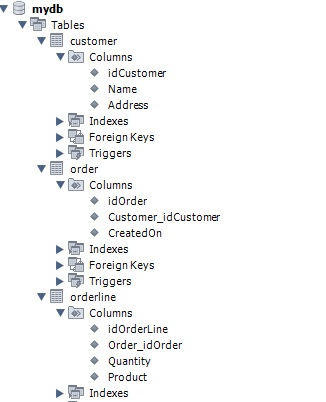 mydb
Tables
customer
Columns
idCustomer
Name
Address
Indexes
Foreign Keys
Triggers
order
Columns
idOrder
Customer_idCustomer
CreatedOn
Indexes
Foreign Keys
Triggers
orderline
Columns
idOrderLine
Order_idOrder
Quantity
Product
Indexes